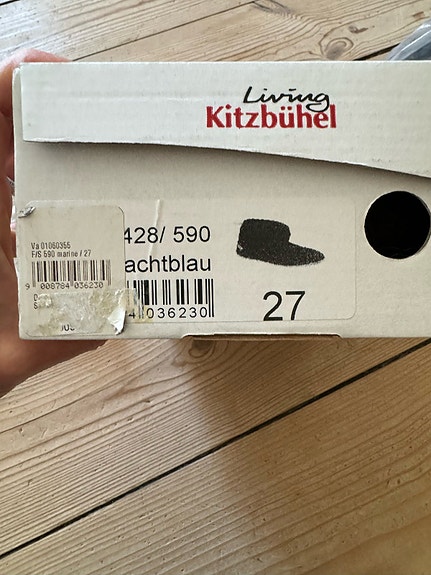 Living
Kitzbühel
Va 01060355
F/S 590 marine / 27
9 008784 036230
428/ 590
achtblau
4 036230
27